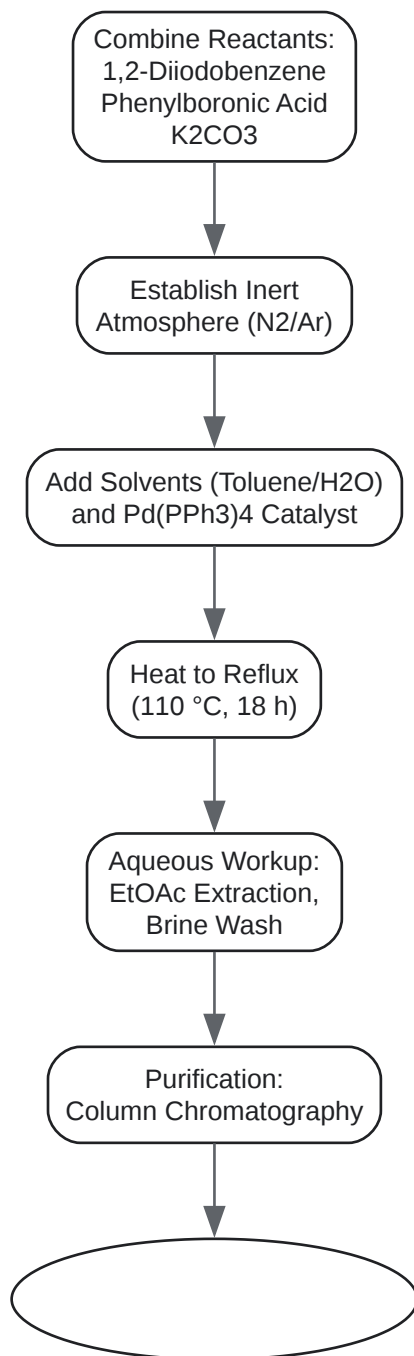 Combine Reactants:
1,2-Diiodobenzene
Phenylboronic Acid
K2CO3
Establish Inert
Atmosphere (N2/Ar)
Add Solvents (Toluene/H2O)
and Pd(PPh3)4 Catalyst
Heat to Reflux
(110 °C, 18 h)
Aqueous Workup:
EtOAc Extraction,
Brine Wash
Purification:
Column Chromatography